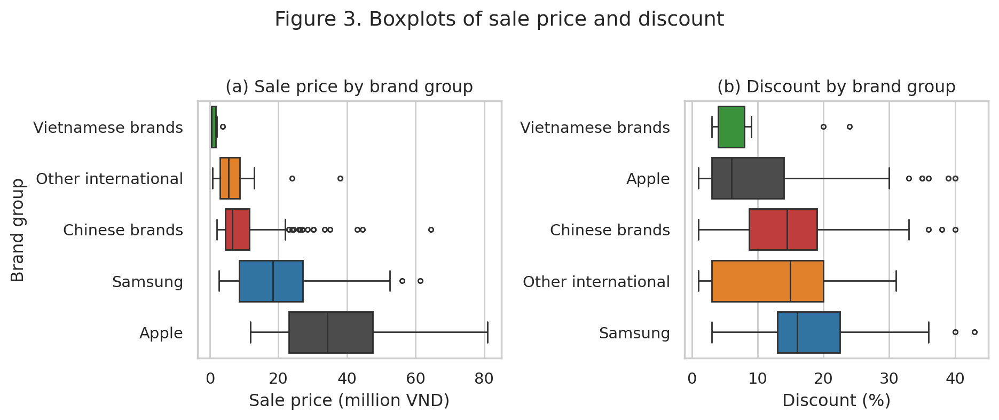 Figure 3. Boxplots of sale price and discount
(a) Sale price by brand group
Brand group
Vietnamese brands
Other international
Chinese brands
Samsung
Apple
0 20 40 60 80
Sale price (million VND)
(b) Discount by brand group
Vietnamese brands
Apple
Chinese brands
Other international
Samsung
0 10 20 30 40
Discount (%)